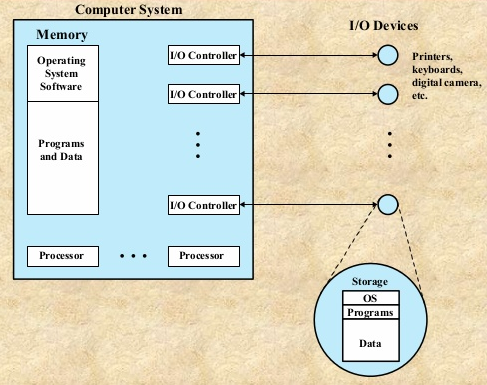 Computer System
I/O Devices
Memory
Operating
System
Software
Programs
and Data
I/O Controller
I/O Controller
I/O Controller
Printers,
keyboards,
digital camera,
etc.
Processor
Processor
Storage
OS
Programs
Data